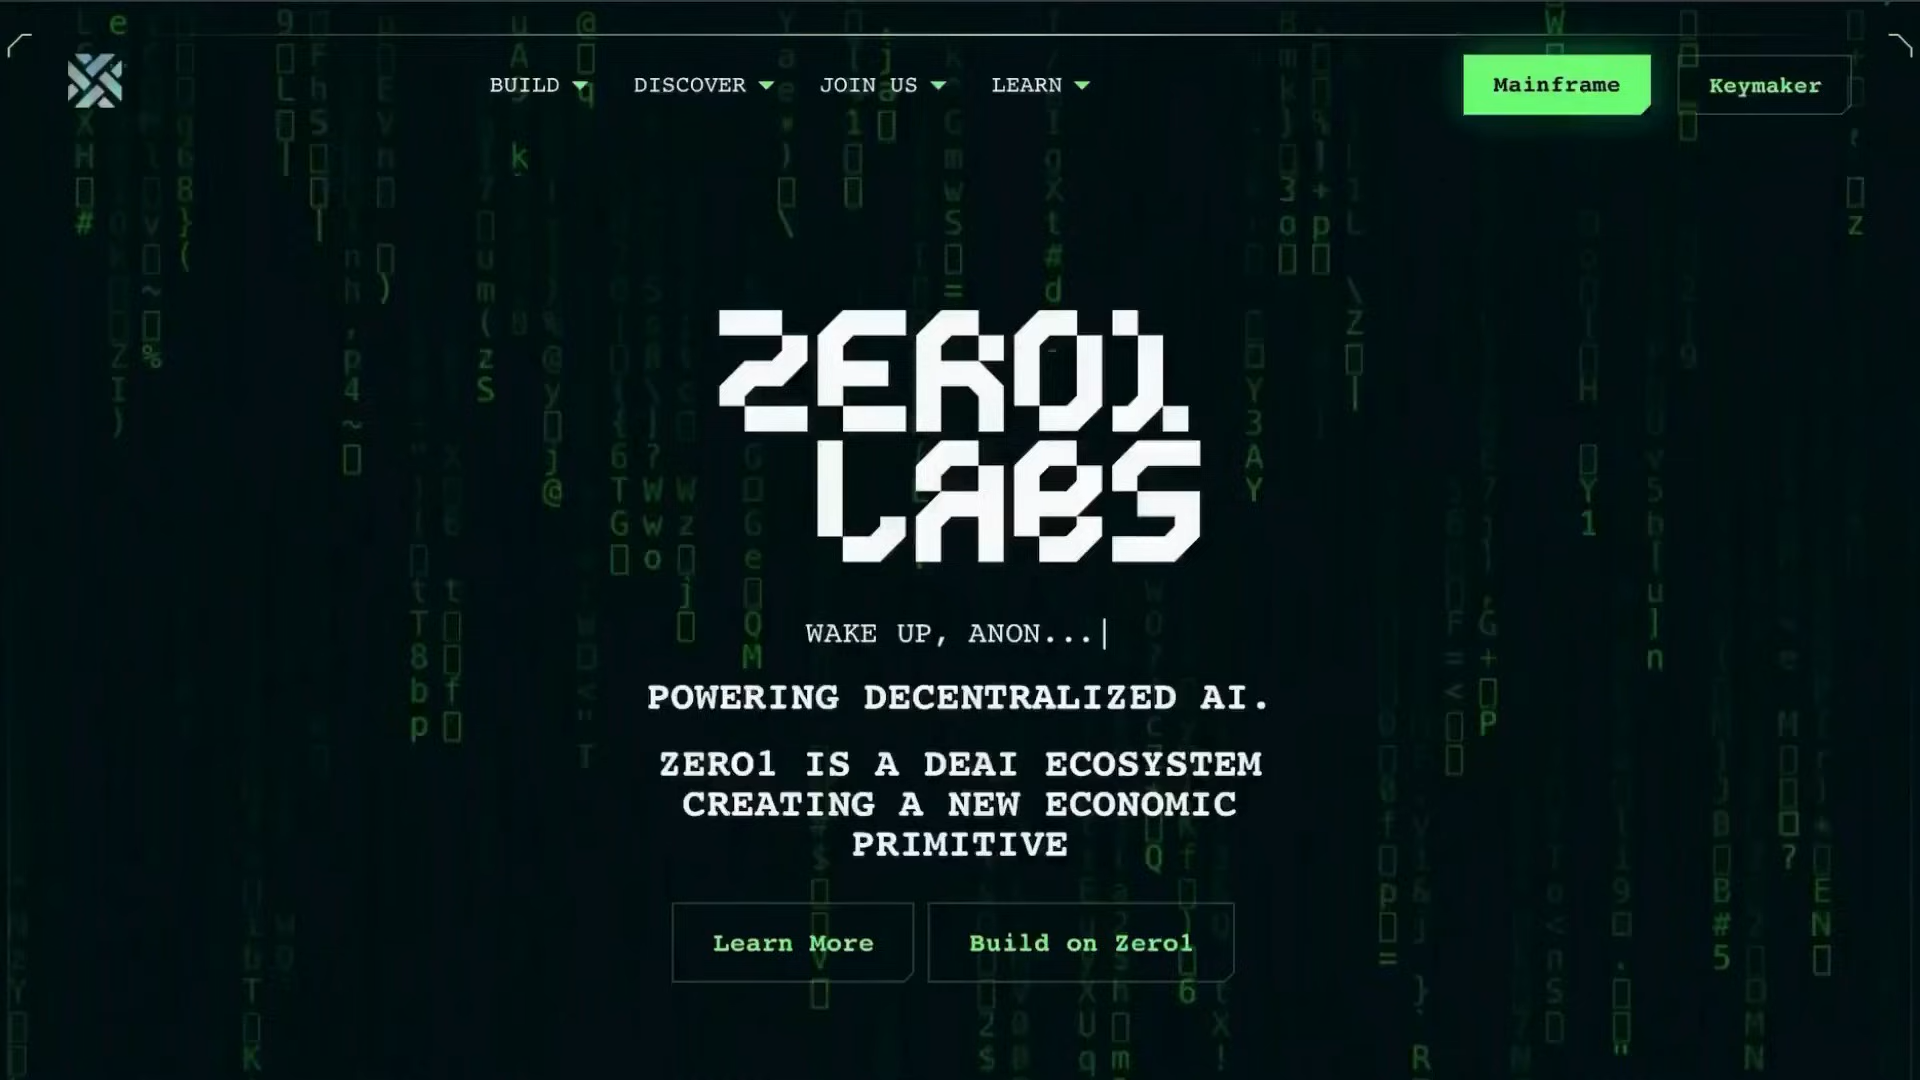 BUILD DISCOVER JOIN US LEARN Mainframe Keymaker
ZERO1
LABS
WAKE UP, ANON...|
POWERING DECENTRALIZED AI.
ZERO1 IS A DEAI ECOSYSTEM
CREATING A NEW ECONOMIC
PRIMITIVE
Learn More Build on Zero1